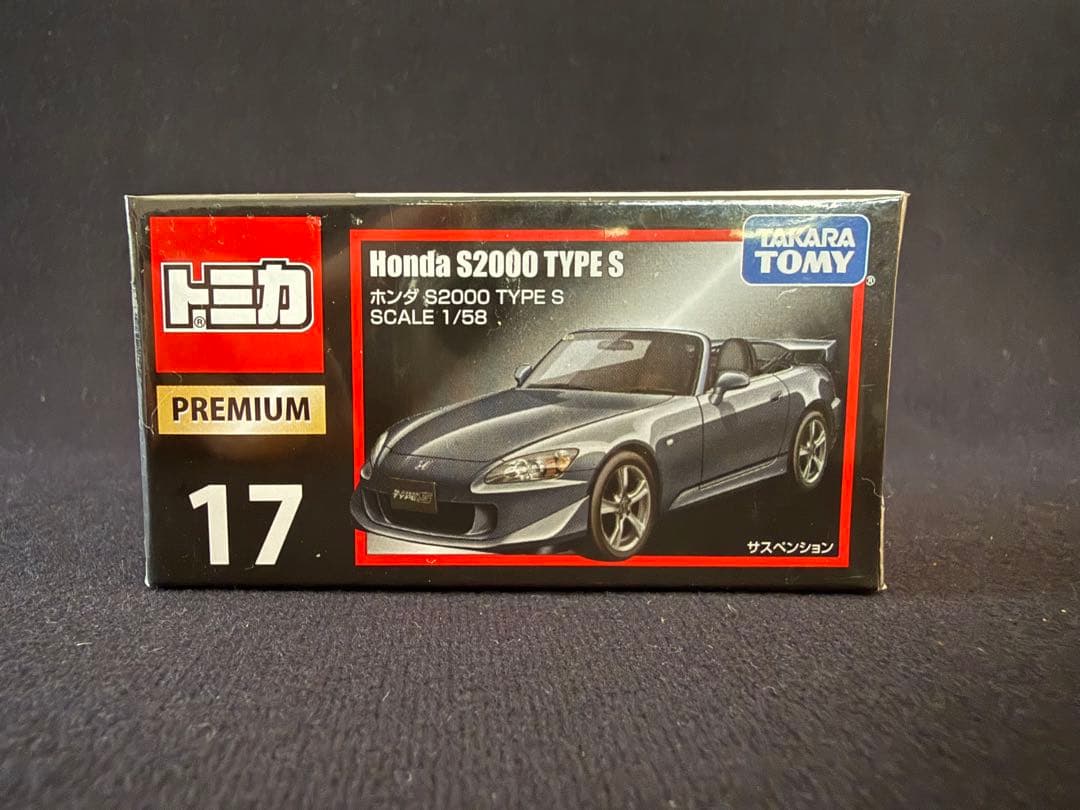 トミカ
®
PREMIUM
17
Honda S2000 TYPE S
ホンダ S2000 TYPE S
SCALE 1/58
TAKARA
TOMY
®
サスペンション